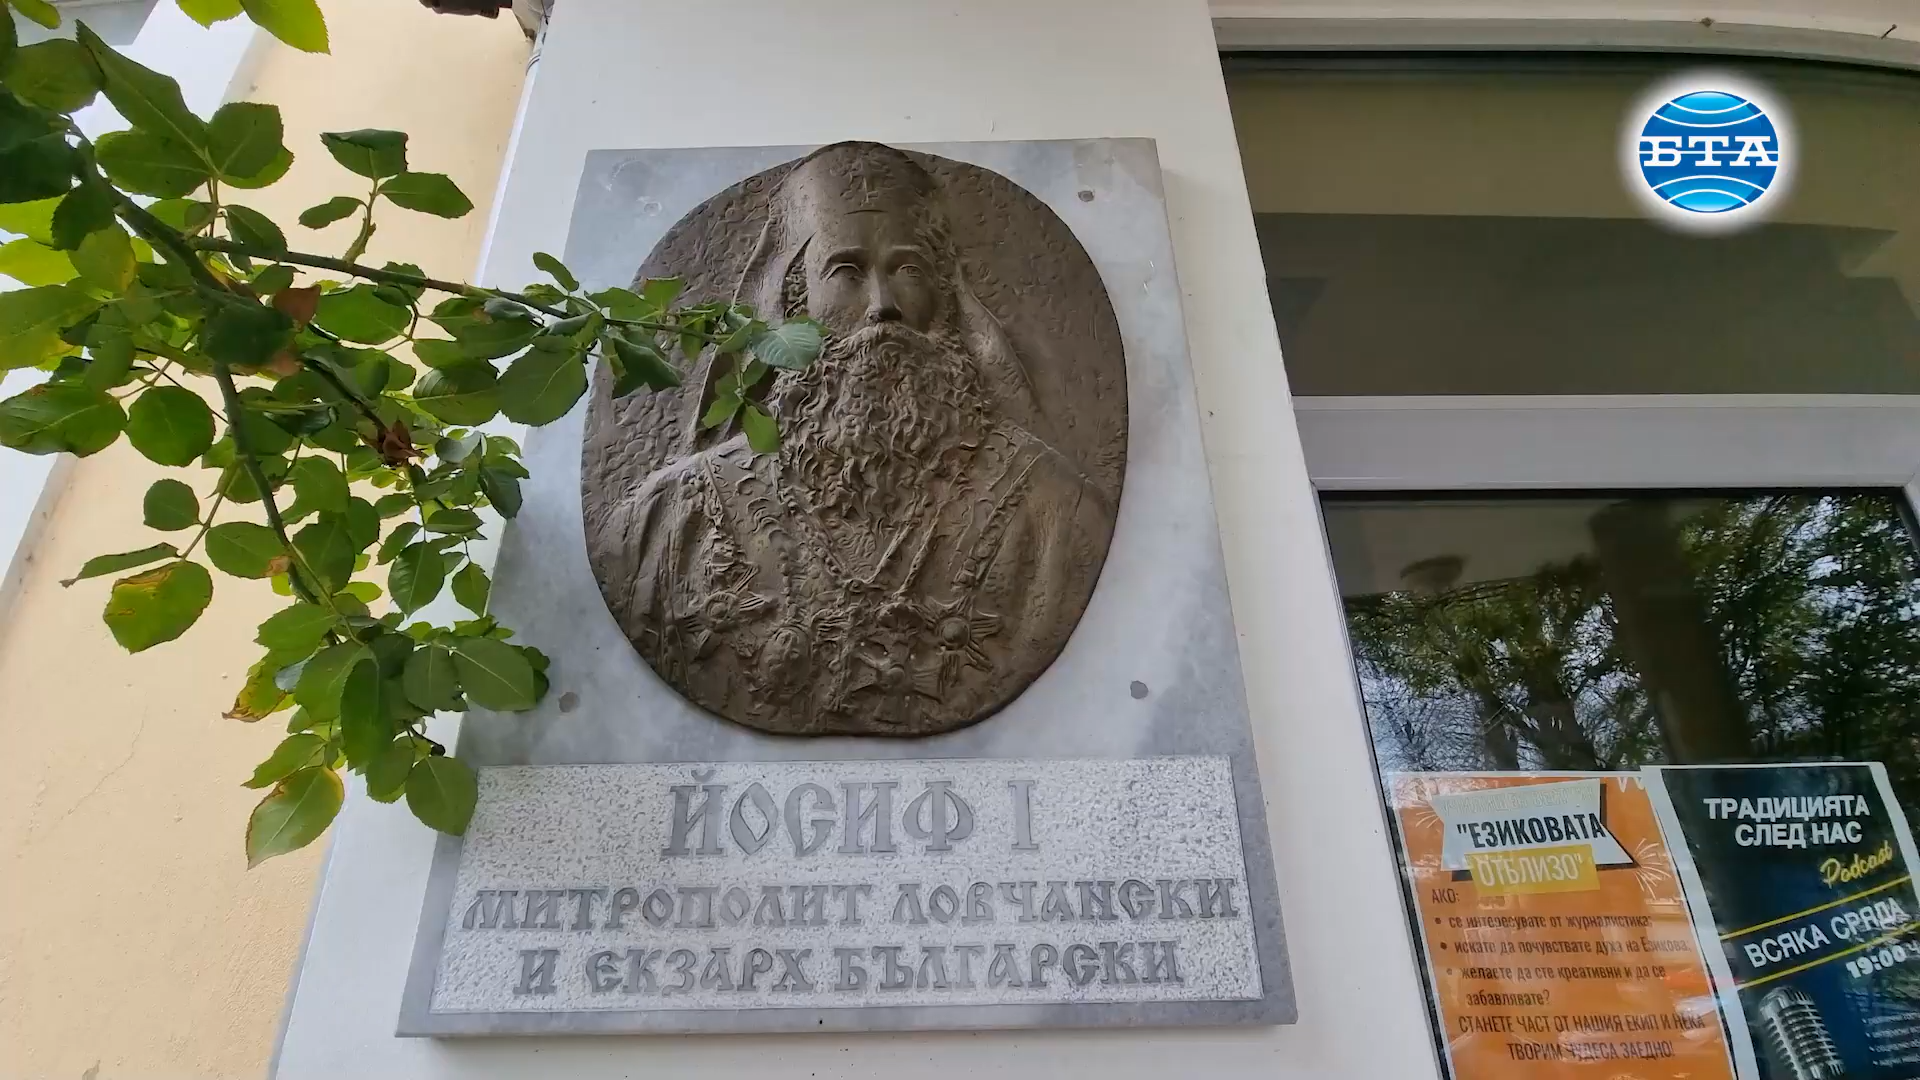 БТА
ЙОСИФ I
МИТРОПОЛИТ ЛОВЧАНСКИ
И ЕКЗАРХ БЪЛГАРСКИ
"ЕЗИКОВАТА
ОТБЛИЗО"
АКО:
• се интересувате от журналистика;
• искате да почувствате духа на Езикова;
• желаете да сте креативни и да се
забавлявате?
СТАНЕТЕ ЧАСТ ОТ НАШИЯ ЕКИП И НЕКА
ТВОРИМ ЧУДЕСА ЗАЕДНО!
ТРАДИЦИЯТА
СЛЕД НАС
Podcast
ВСЯКА СРЯДА
19:00